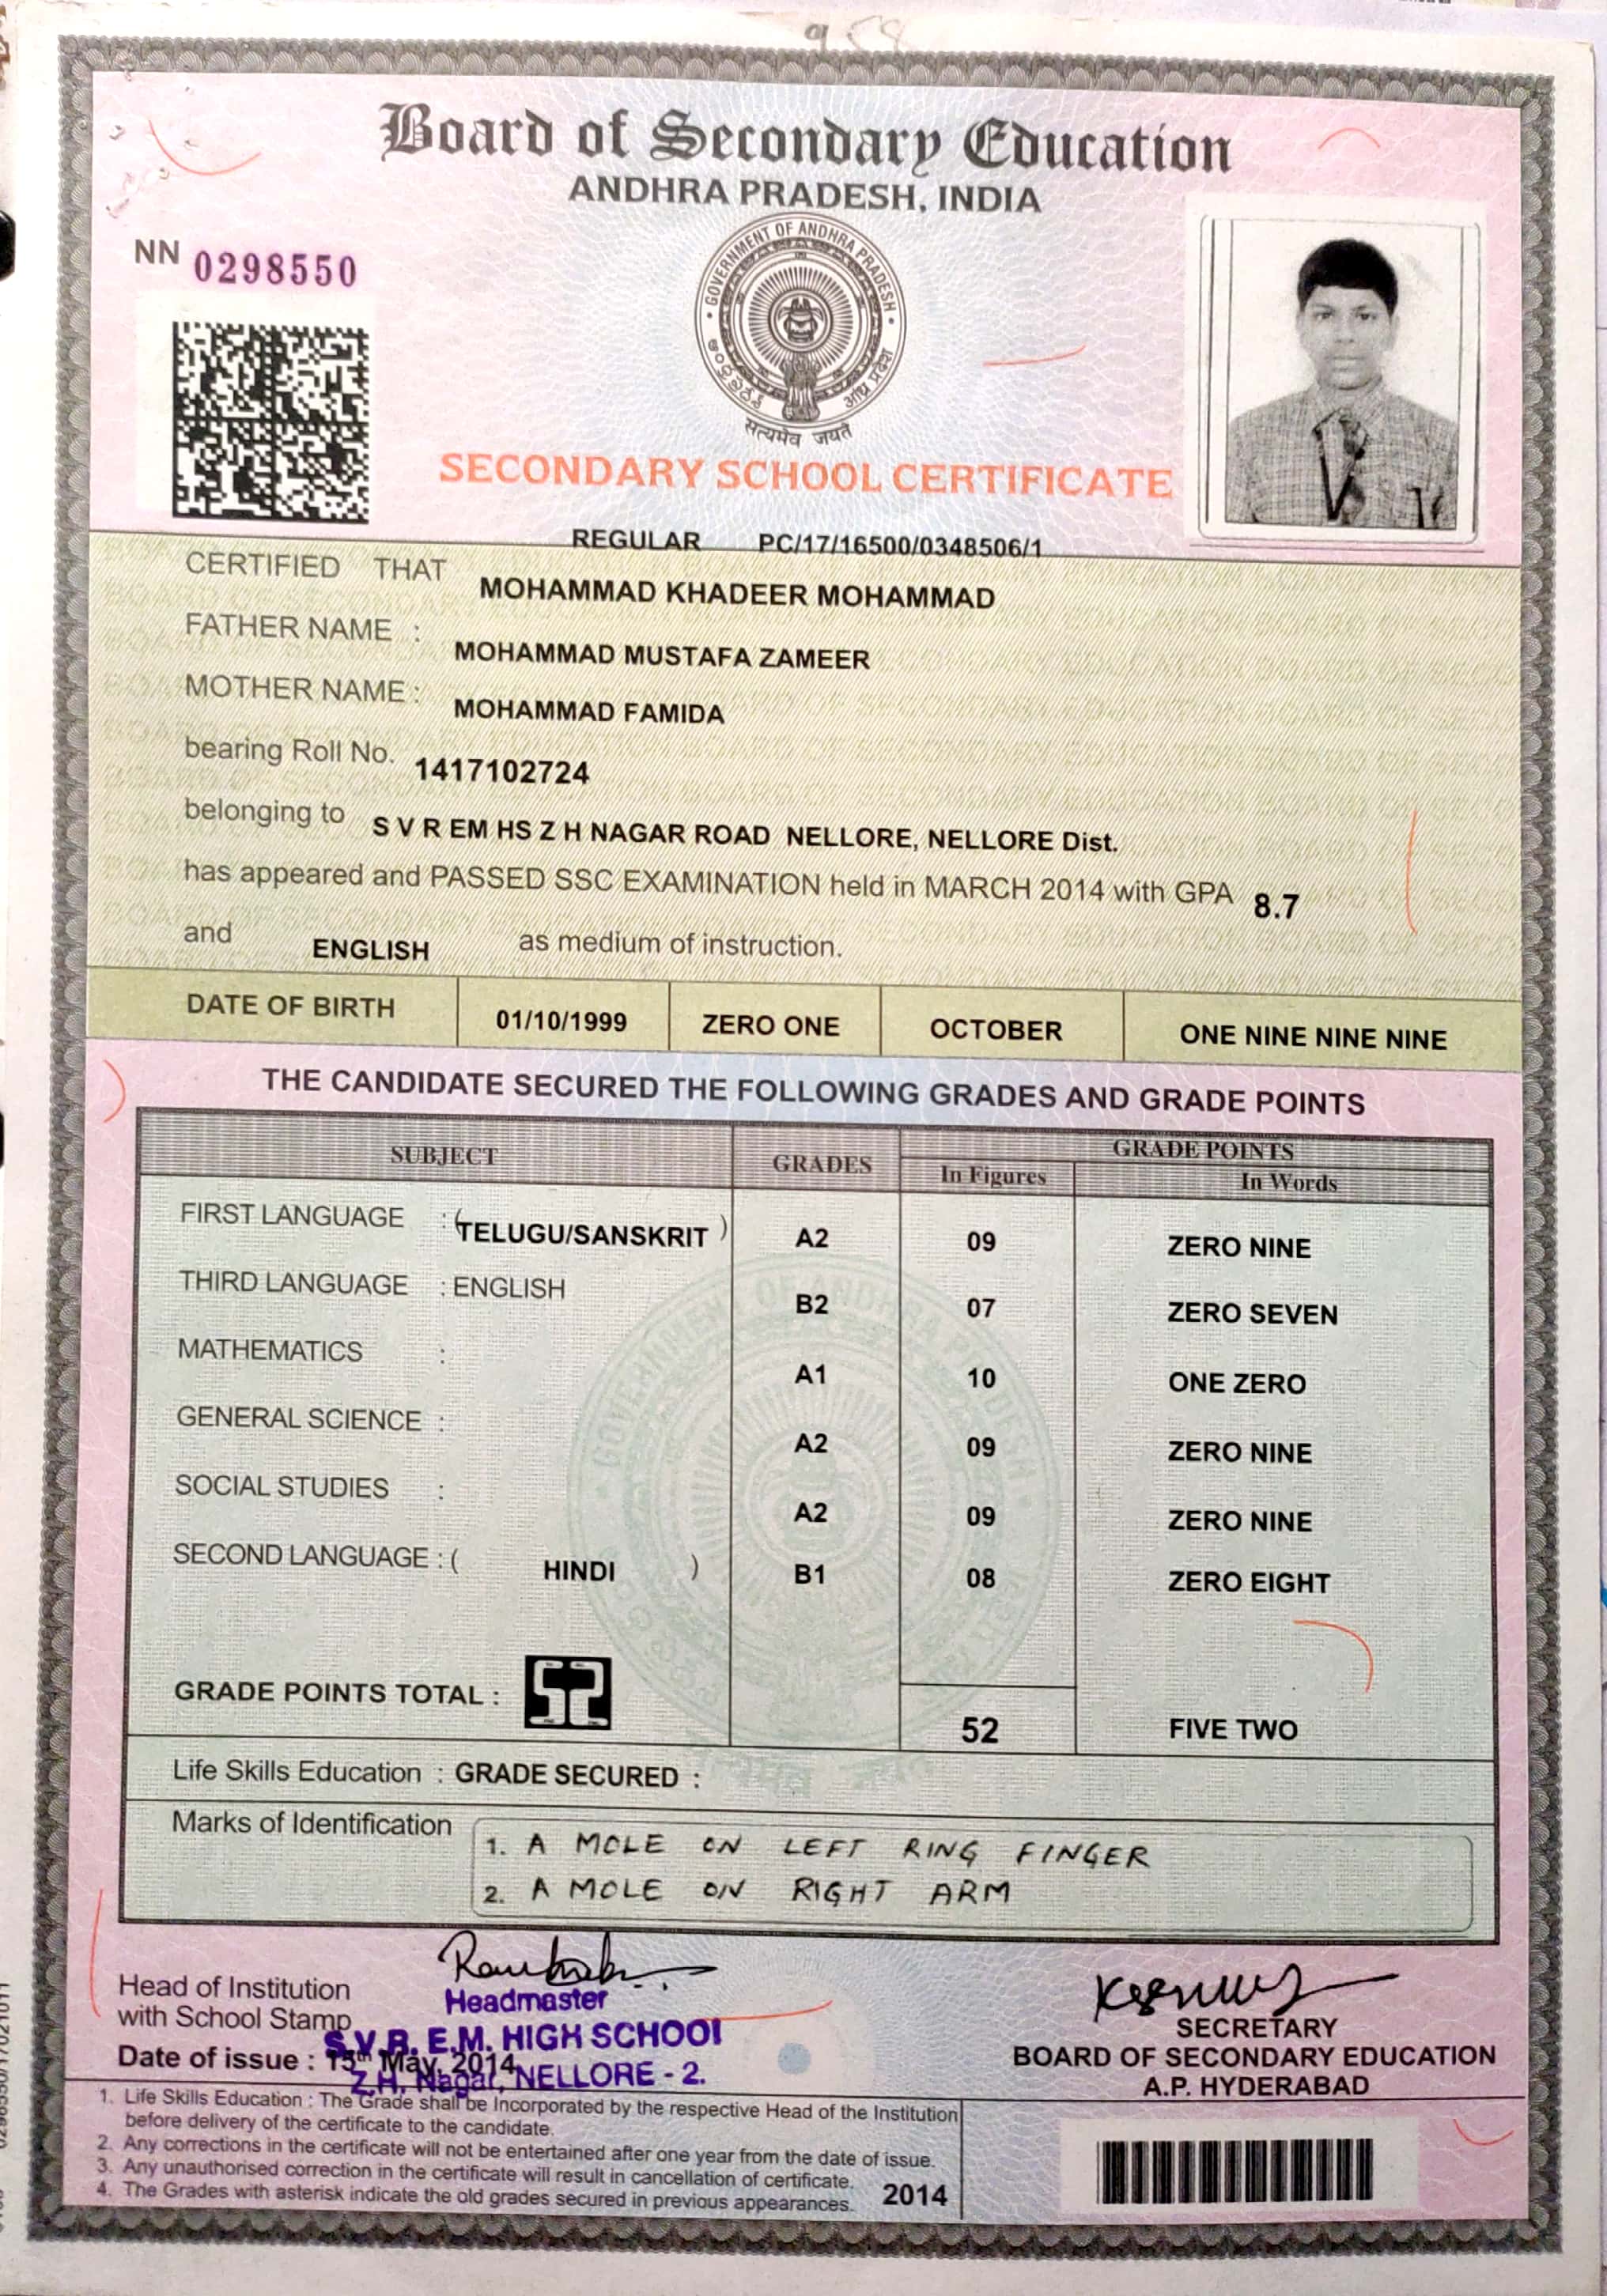 Board of Secondary Education
ANDHRA PRADESH, INDIA
NN 0298550
GOVERNMENT OF ANDHRA PRADESH
ఆంధ్రప్రదేశ్
आंध्र प्रदेश
सत्यमेव जयते
SECONDARY SCHOOL CERTIFICATE
REGULAR PC/17/16500/0348506/1
CERTIFIED THAT MOHAMMAD KHADEER MOHAMMAD
FATHER NAME : MOHAMMAD MUSTAFA ZAMEER
MOTHER NAME : MOHAMMAD FAMIDA
bearing Roll No. 1417102724
belonging to S V R EM HS Z H NAGAR ROAD NELLORE, NELLORE Dist.
has appeared and PASSED SSC EXAMINATION held in MARCH 2014 with GPA 8.7
and ENGLISH as medium of instruction.
DATE OF BIRTH 01/10/1999 ZERO ONE OCTOBER ONE NINE NINE NINE
THE CANDIDATE SECURED THE FOLLOWING GRADES AND GRADE POINTS
SUBJECT GRADES GRADE POINTS
In Figures In Words
FIRST LANGUAGE : ( TELUGU/SANSKRIT ) A2 09 ZERO NINE
THIRD LANGUAGE : ENGLISH B2 07 ZERO SEVEN
MATHEMATICS : A1 10 ONE ZERO
GENERAL SCIENCE : A2 09 ZERO NINE
SOCIAL STUDIES : A2 09 ZERO NINE
SECOND LANGUAGE : ( HINDI ) B1 08 ZERO EIGHT
GRADE POINTS TOTAL : 52 FIVE TWO
Life Skills Education : GRADE SECURED :
Marks of Identification
1. A MOLE ON LEFT RING FINGER
2. A MOLE ON RIGHT ARM
Head of Institution
with School Stamp
Headmaster
S.V.R. E.M. HIGH SCHOOL
Z.H. Nagar, NELLORE - 2.
Date of issue : 15th May, 2014
SECRETARY
BOARD OF SECONDARY EDUCATION
A.P. HYDERABAD
1. Life Skills Education : The Grade shall be Incorporated by the respective Head of the Institution
before delivery of the certificate to the candidate.
2. Any corrections in the certificate will not be entertained after one year from the date of issue.
3. Any unauthorised correction in the certificate will result in cancellation of certificate.
4. The Grades with asterisk indicate the old grades secured in previous appearances.
2014